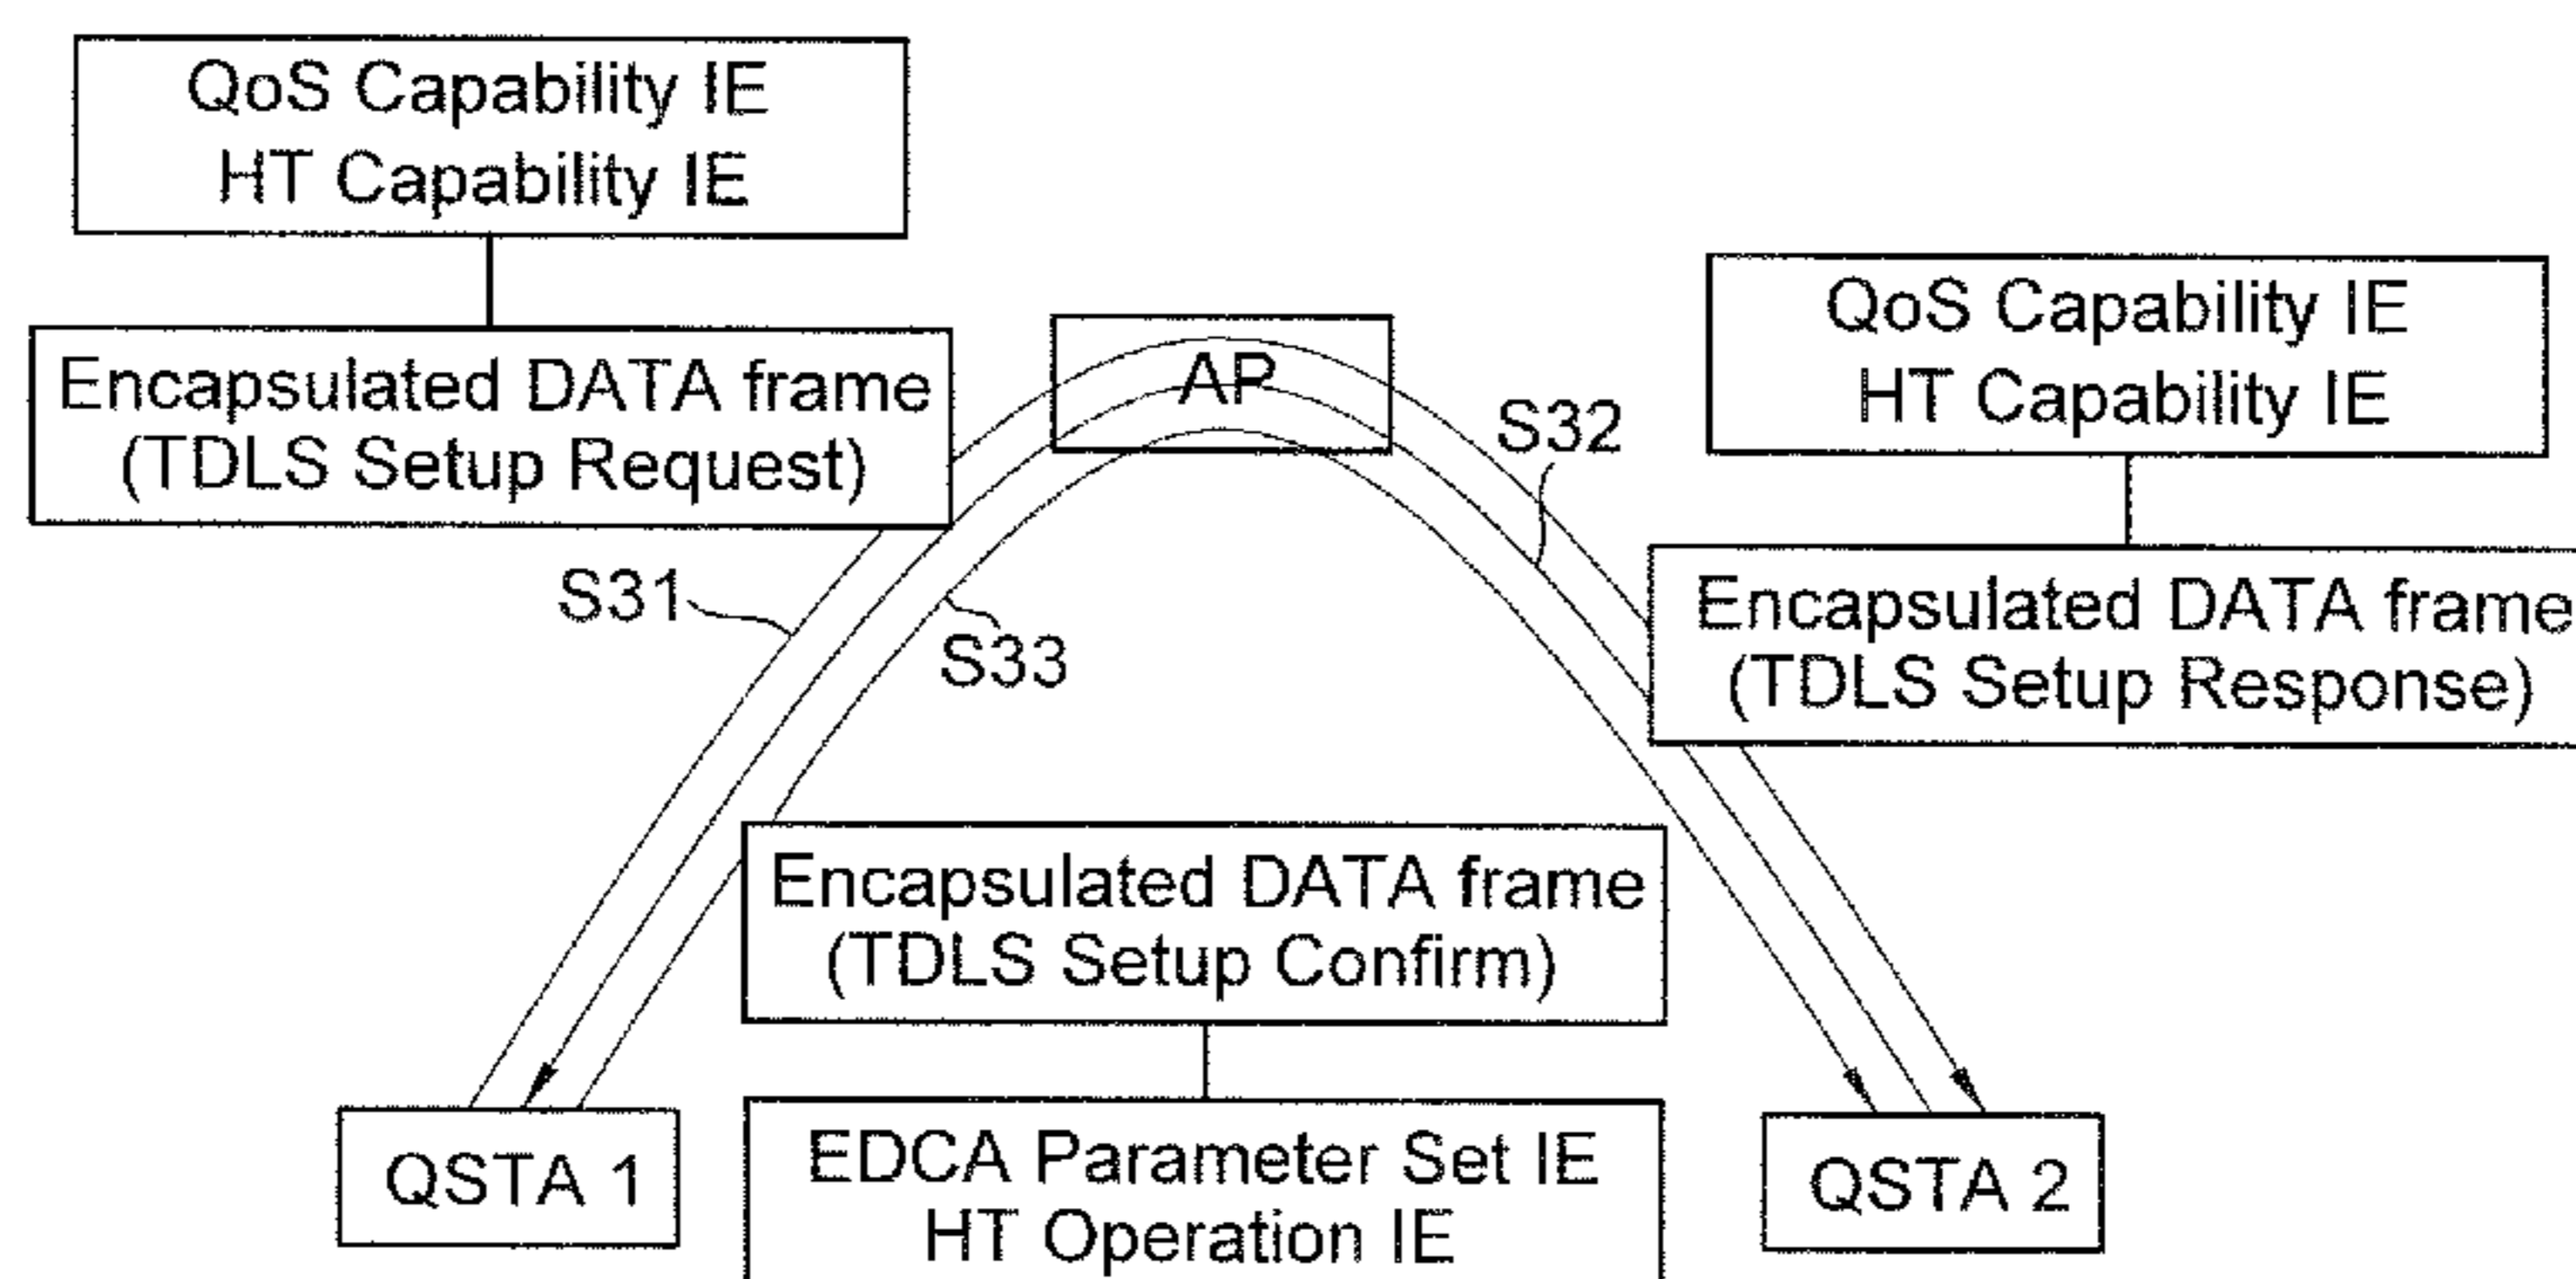 QoS Capability IE
HT Capability IE
Encapsulated DATA frame
(TDLS Setup Request)
AP
S32
QoS Capability IE
HT Capability IE
S31
S33
Encapsulated DATA frame
(TDLS Setup Response)
Encapsulated DATA frame
(TDLS Setup Confirm)
QSTA 1
EDCA Parameter Set IE
HT Operation IE
QSTA 2